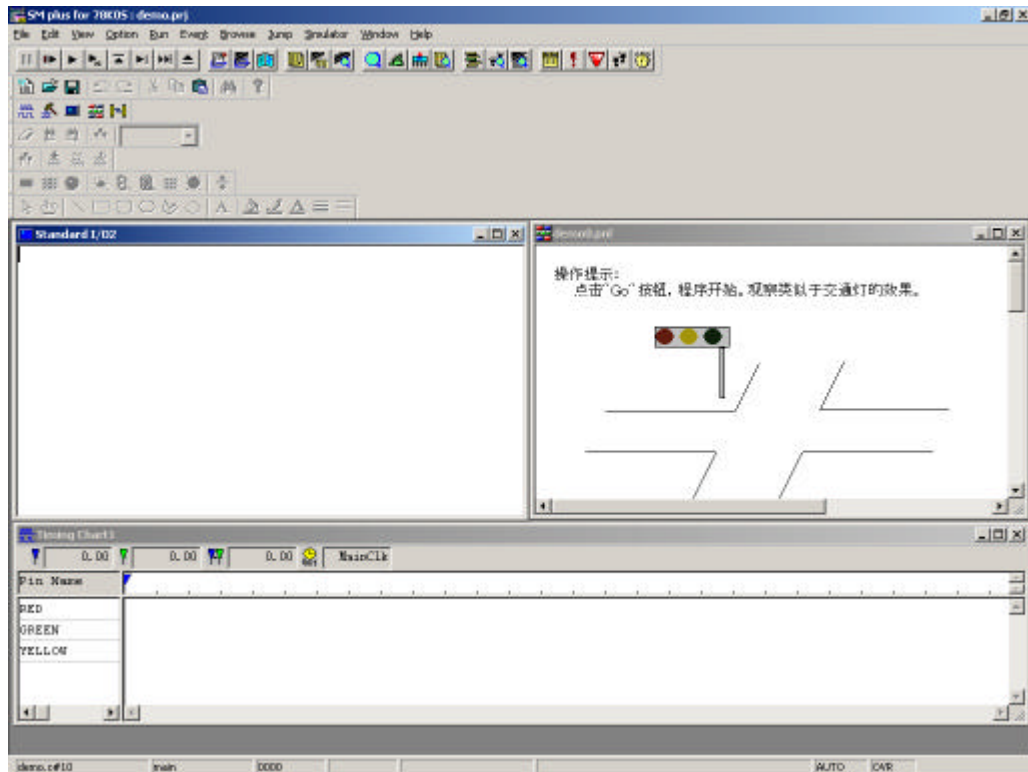 SM plus for 78K0S : demo.prj
File Edit View Option Run Event Browse Jump Simulator Window Help
Standard I/O2
操作提示:
点击"Go"按钮,程序开始。观察类似于交通灯的效果。
Timing Chart1
0.00 0.00 0.00 MainClk
Pin Name
RED
GREEN
YELLOW
demo.c#10 main 0000 AUTO OVR